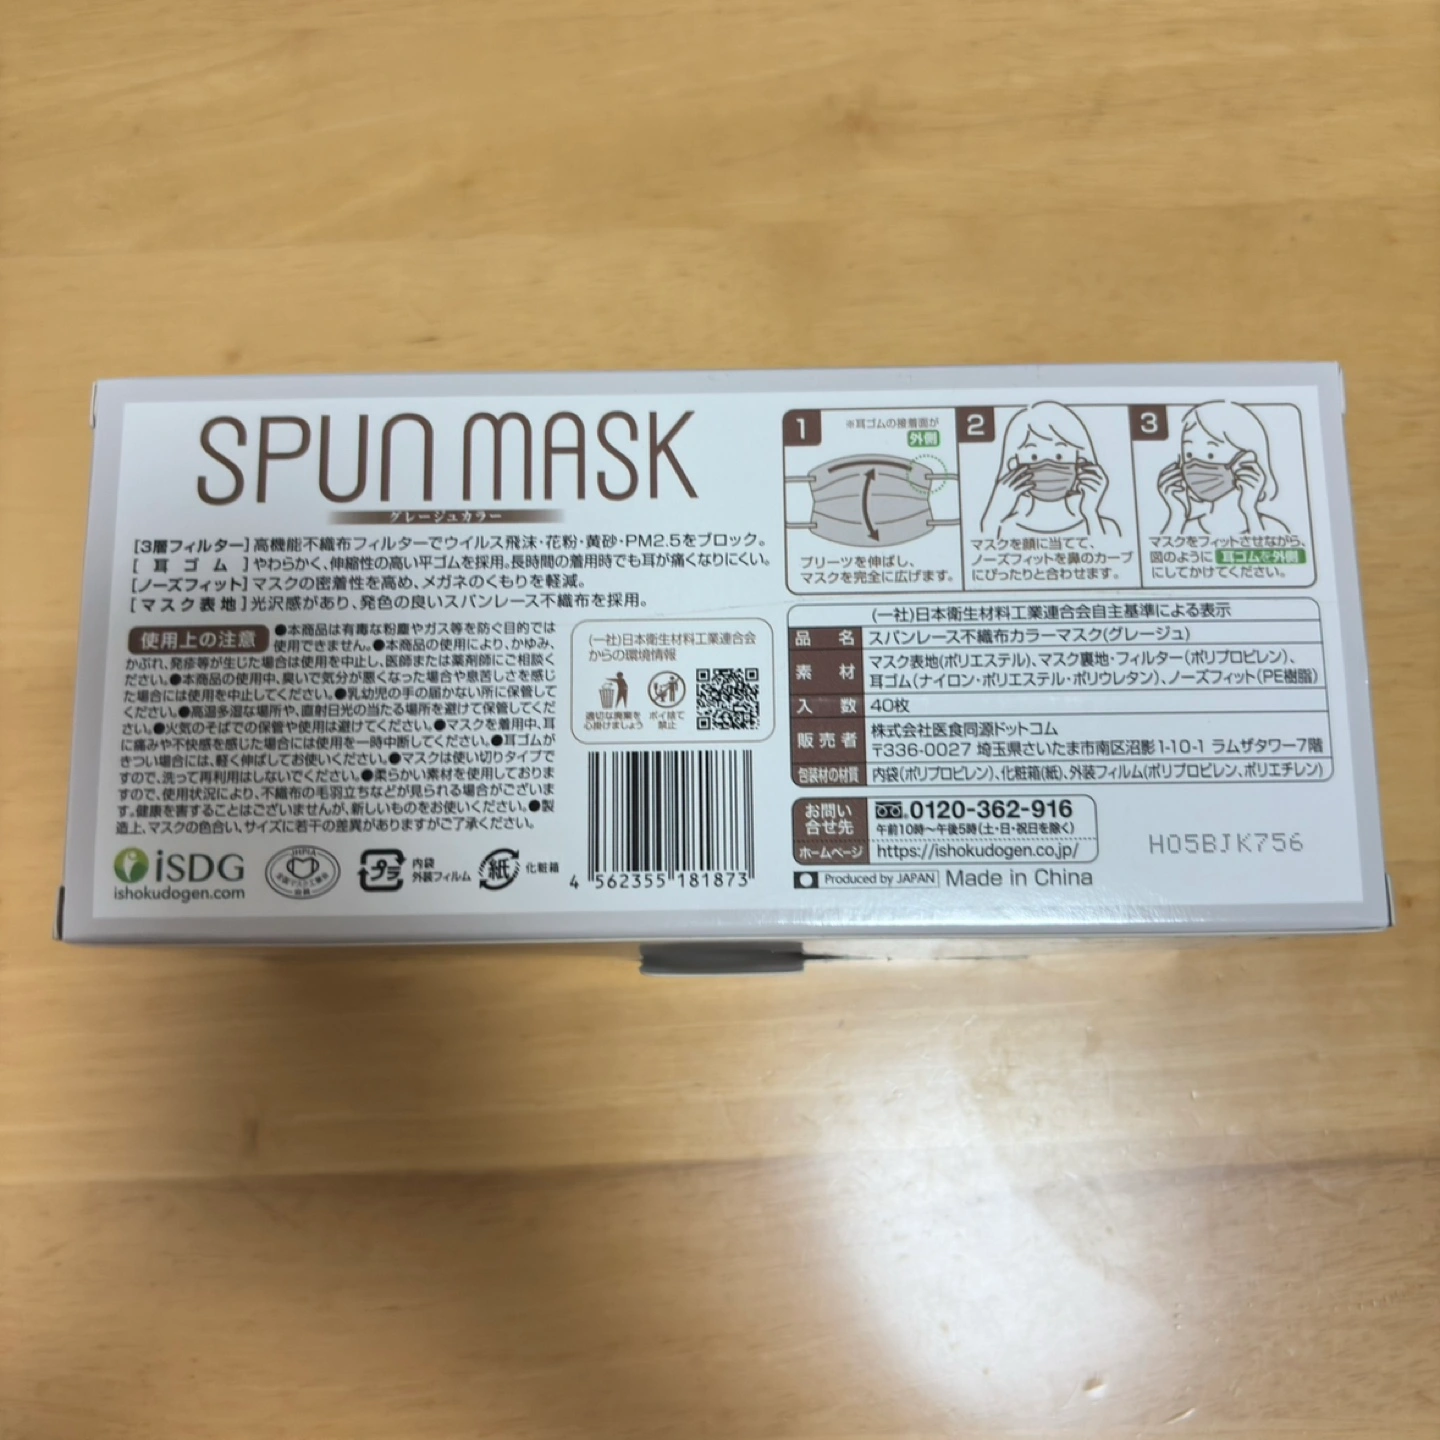 SPUN MASK
グレージュカラー
[3層フィルター]高機能不織布フィルターでウイルス飛沫・花粉・黄砂・PM2.5をブロック。
[耳ゴム]やわらかく、伸縮性の高い平ゴムを採用。長時間の着用時でも耳が痛くなりにくい。
[ノーズフィット]マスクの密着性を高め、メガネのくもりを軽減。
[マスク表地]光沢感があり、発色の良いスパンレース不織布を採用。
使用上の注意
●本商品は有毒な粉塵やガス等を防ぐ目的では
使用できません。●本商品の使用により、かゆみ、
かぶれ、発疹等が生じた場合は使用を中止し、医師または薬剤師にご相談く
ださい。●本商品の使用中、臭いで気分が悪くなった場合や息苦しさを感じ
た場合には使用を中止してください。●乳幼児の手の届かない所に保管して
ください。●高温多湿な場所や、直射日光の当たる場所を避けて保管してくだ
さい。●火気のそばでの保管や使用は避けてください。●マスクを着用中、耳
に痛みや不快感を感じた場合には使用を一時中断してください。●耳ゴムが
きつい場合には、軽く伸ばしてお使いください。●マスクは使い切りタイプで
すので、洗って再利用はしないでください。●柔らかい素材を使用しておりま
すので、使用状況により、不織布の毛羽立ちなどが見られる場合がございま
す。健康を害することはございませんが、新しいものをお使いください。●製
造上、マスクの色合い、サイズに若干の差異がありますがご了承ください。
iSDG
ishokudogen.com
JHPIA
全国マスク工業会
会員
プラ
内袋
外装フィルム
紙
化粧箱
(一社)日本衛生材料工業連合会
からの環境情報
適切な廃棄を
心掛けましょう
ポイ捨て
禁止
4 562355 181873
1
※耳ゴムの接着面が
外側
プリーツを伸ばし、
マスクを完全に広げます。
2
マスクを顔に当てて、
ノーズフィットを鼻のカーブ
にぴったりと合わせます。
3
マスクをフィットさせながら、
図のように 耳ゴムを外側
にしてかけてください。
(一社)日本衛生材料工業連合会自主基準による表示
品名 スパンレース不織布カラーマスク(グレージュ)
素材 マスク表地(ポリエステル)、マスク裏地・フィルター(ポリプロピレン)、
耳ゴム(ナイロン・ポリエステル・ポリウレタン)、ノーズフィット(PE樹脂)
入数 40枚
販売者 株式会社医食同源ドットコム
〒336-0027 埼玉県さいたま市南区沼影1-10-1 ラムザタワー7階
包装材の材質 内袋(ポリプロピレン)、化粧箱(紙)、外装フィルム(ポリプロピレン、ポリエチレン)
お問い
合せ先
0120-362-916
午前10時〜午後5時(土・日・祝日を除く)
ホームページ https://ishokudogen.co.jp/
Produced by JAPAN Made in China
H05BJK756